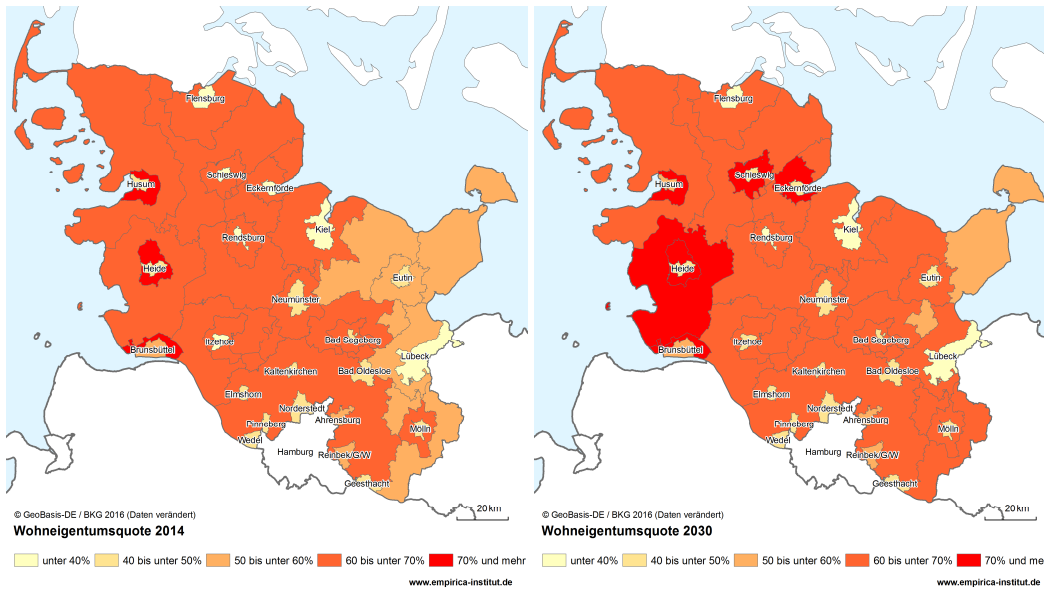 Flensburg
Schleswig
Husum
Eckernförde
Kiel
Rendsburg
Heide
Eutin
Neumünster
Bad Segeberg
Itzehoe
Brunsbüttel
Lübeck
Kaltenkirchen
Bad Oldesloe
Elmshorn
Norderstedt
Ahrensburg
Pinneberg
Mölln
Wedel
Hamburg
Reinbek/G/W
Geesthacht
20 km
© GeoBasis-DE / BKG 2016 (Daten verändert)
Wohneigentumsquote 2014
unter 40% 40 bis unter 50% 50 bis unter 60% 60 bis unter 70% 70% und mehr
www.empirica-institut.de
Flensburg
Schleswig
Husum
Eckernförde
Kiel
Rendsburg
Heide
Eutin
Neumünster
Bad Segeberg
Itzehoe
Brunsbüttel
Lübeck
Kaltenkirchen
Bad Oldesloe
Elmshorn
Norderstedt
Ahrensburg
Pinneberg
Mölln
Wedel
Hamburg
Reinbek/G/W
Geesthacht
20 km
© GeoBasis-DE / BKG 2016 (Daten verändert)
Wohneigentumsquote 2030
unter 40% 40 bis unter 50% 50 bis unter 60% 60 bis unter 70% 70% und me
www.empirica-institut.de